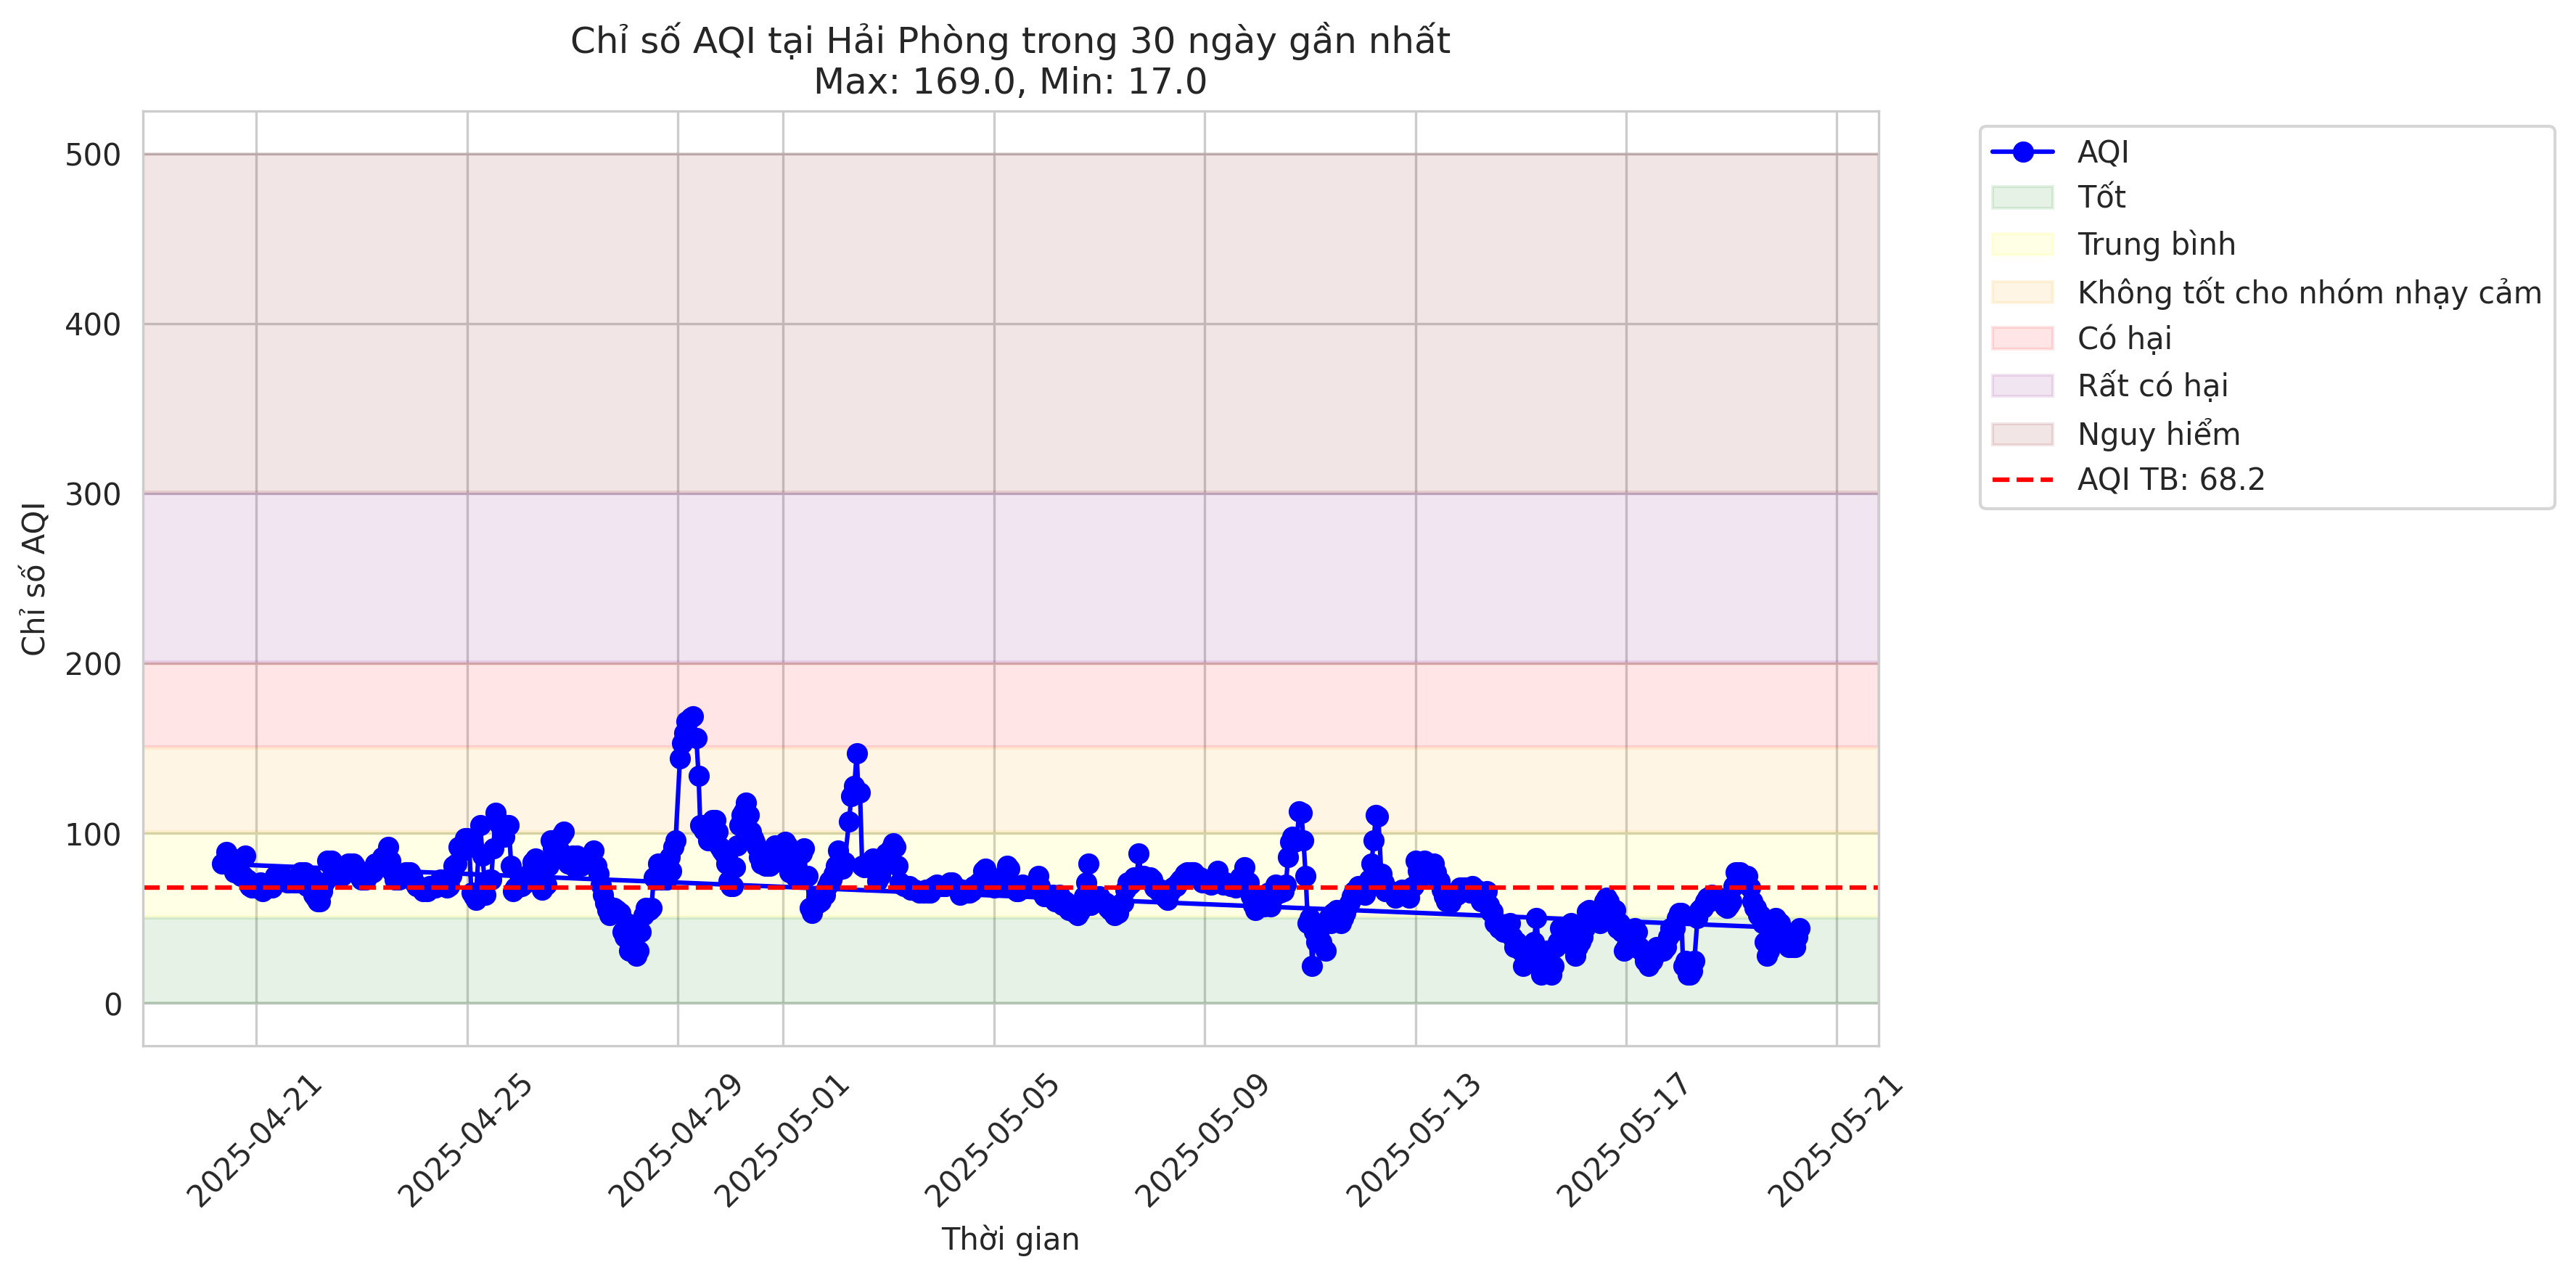 Chỉ số AQI tại Hải Phòng trong 30 ngày gần nhất
Max: 169.0, Min: 17.0
Chỉ số AQI
500
400
300
200
100
0
2025-04-21
2025-04-25
2025-04-29
2025-05-01
2025-05-05
2025-05-09
2025-05-13
2025-05-17
2025-05-21
Thời gian
AQI
Tốt
Trung bình
Không tốt cho nhóm nhạy cảm
Có hại
Rất có hại
Nguy hiểm
AQI TB: 68.2